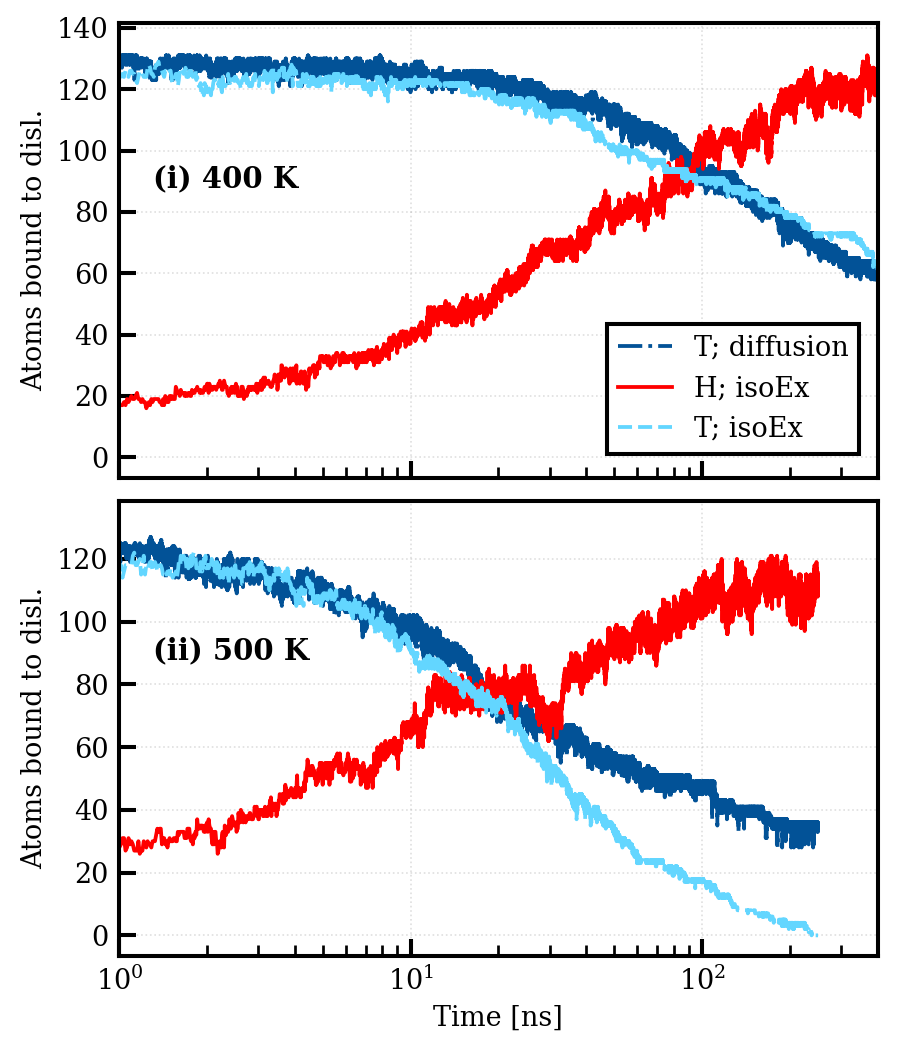 140
120
100
80
60
40
20
0
Atoms bound to disl.
(i) 400 K
T; diffusion
H; isoEx
T; isoEx
120
100
80
60
40
20
0
Atoms bound to disl.
(ii) 500 K
10⁰ 10¹ 10²
Time [ns]